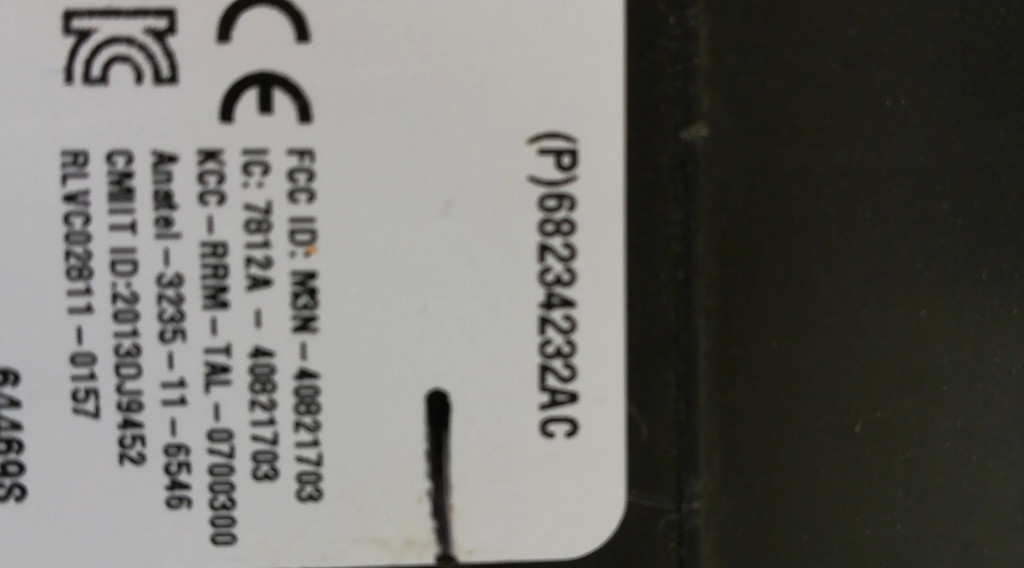 (P)68234232AC
FCC ID: M3N-40821703
IC: 7812A - 40821703
KCC-RRM-TAL-0700300
Anatel-3235-11-6546
CMIIT ID:2013DJ9452
RLVC02811-0157
64469S